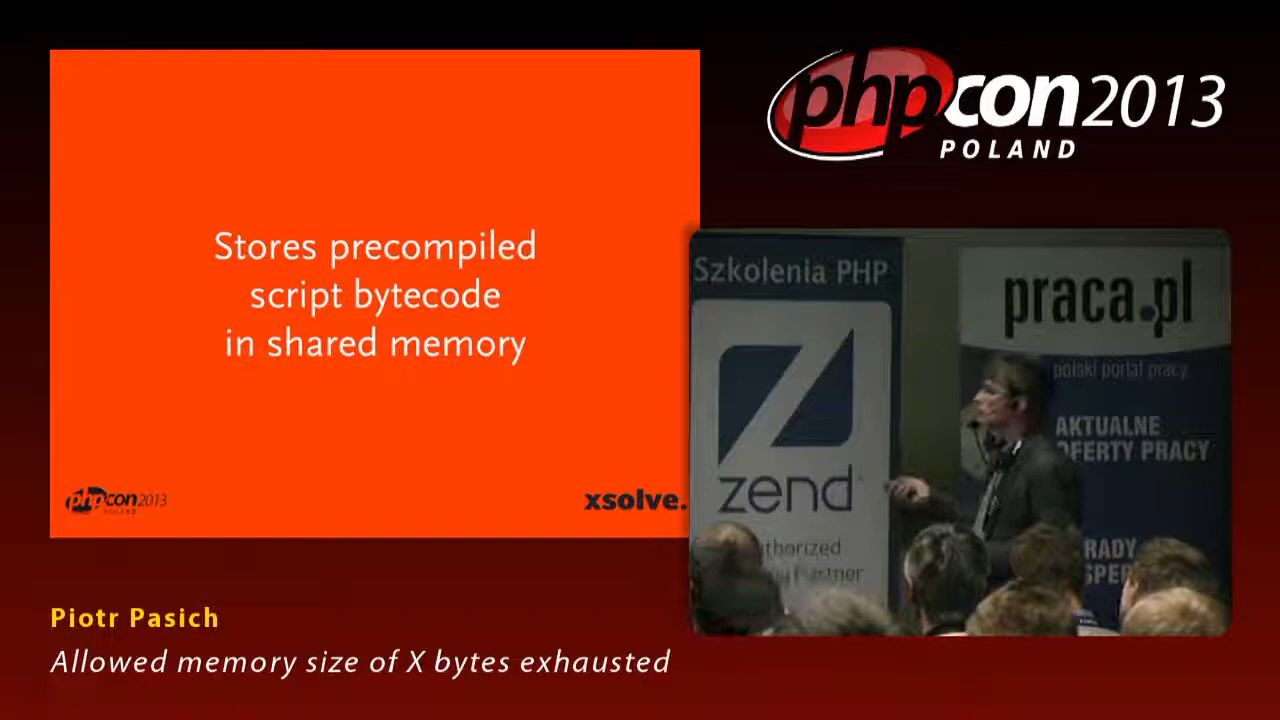 phpcon2013
POLAND
Stores precompiled
script bytecode
in shared memory
phpcon2013
POLAND
xsolve.
Szkolenia PHP
zend
praca.pl
polski portal pracy
AKTUALNE
OFERTY PRACY
Piotr Pasich
Allowed memory size of X bytes exhausted